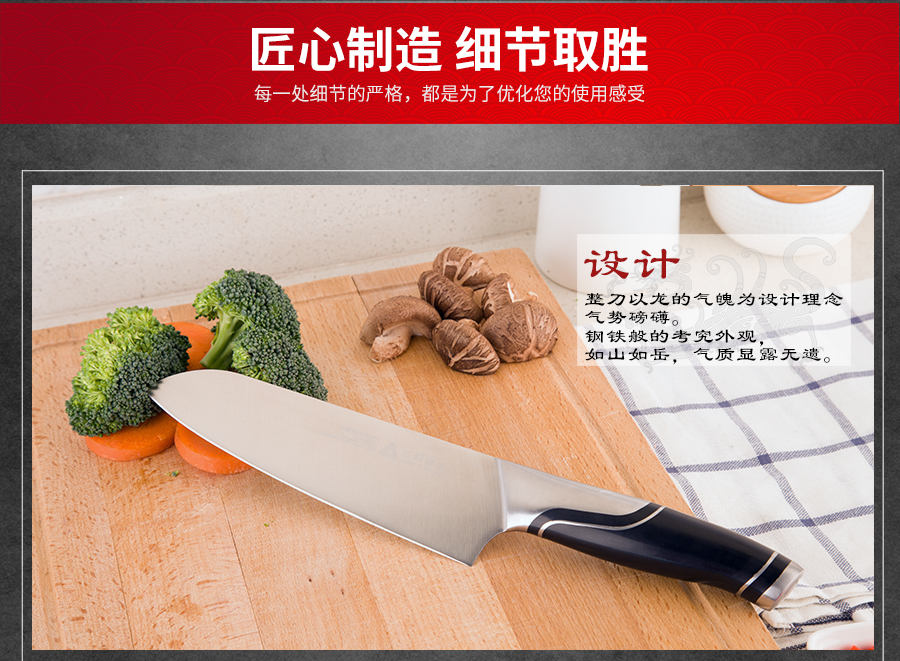 匠心制造 细节取胜
每一处细节的严格，都是为了优化您的使用感受
设计
整刀以龙的气魄为设计理念
气势磅礴。
钢铁般的考究外观，
如山如岳，气质显露无遗。